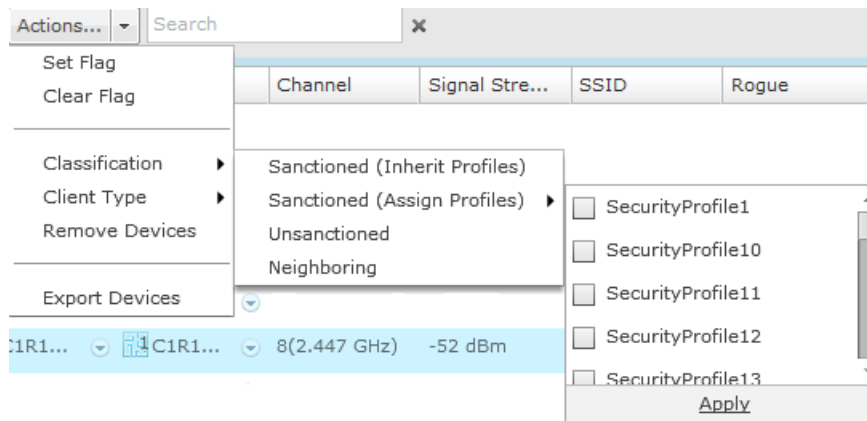 Actions... Search
Set Flag
Clear Flag
Channel Signal Stre... SSID Rogue
Classification
Client Type
Remove Devices
Export Devices
Sanctioned (Inherit Profiles)
Sanctioned (Assign Profiles)
Unsanctioned
Neighboring
SecurityProfile1
SecurityProfile10
SecurityProfile11
SecurityProfile12
SecurityProfile13
Apply
C1R1... 1 C1R1... 8(2.447 GHz) -52 dBm